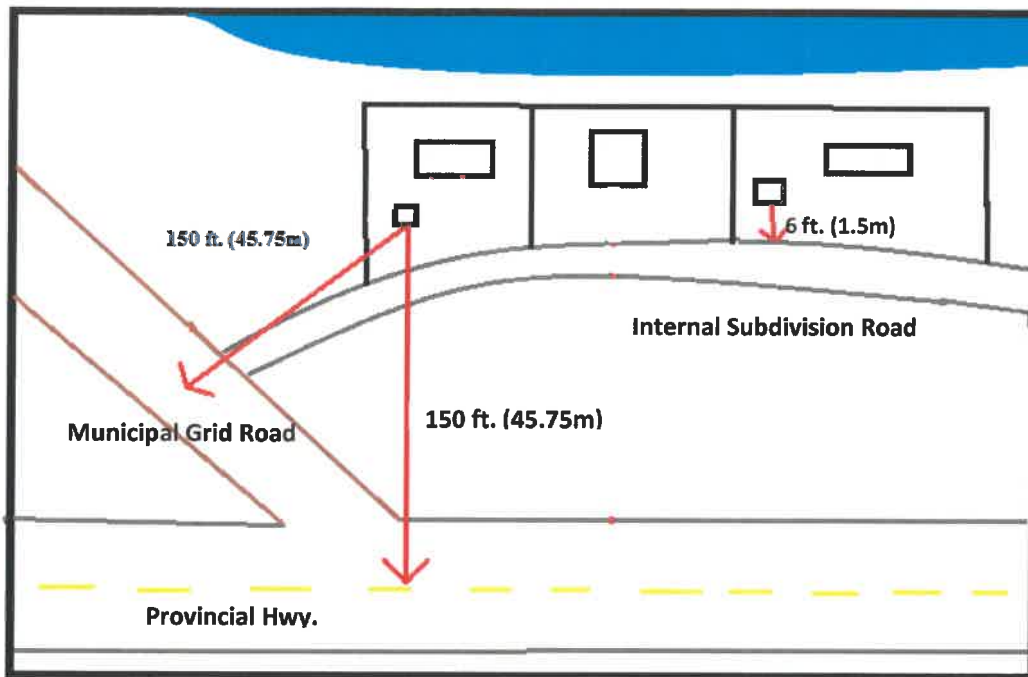 150 ft. (45.75m)
6 ft. (1.5m)
Internal Subdivision Road
150 ft. (45.75m)
Municipal Grid Road
Provincial Hwy.